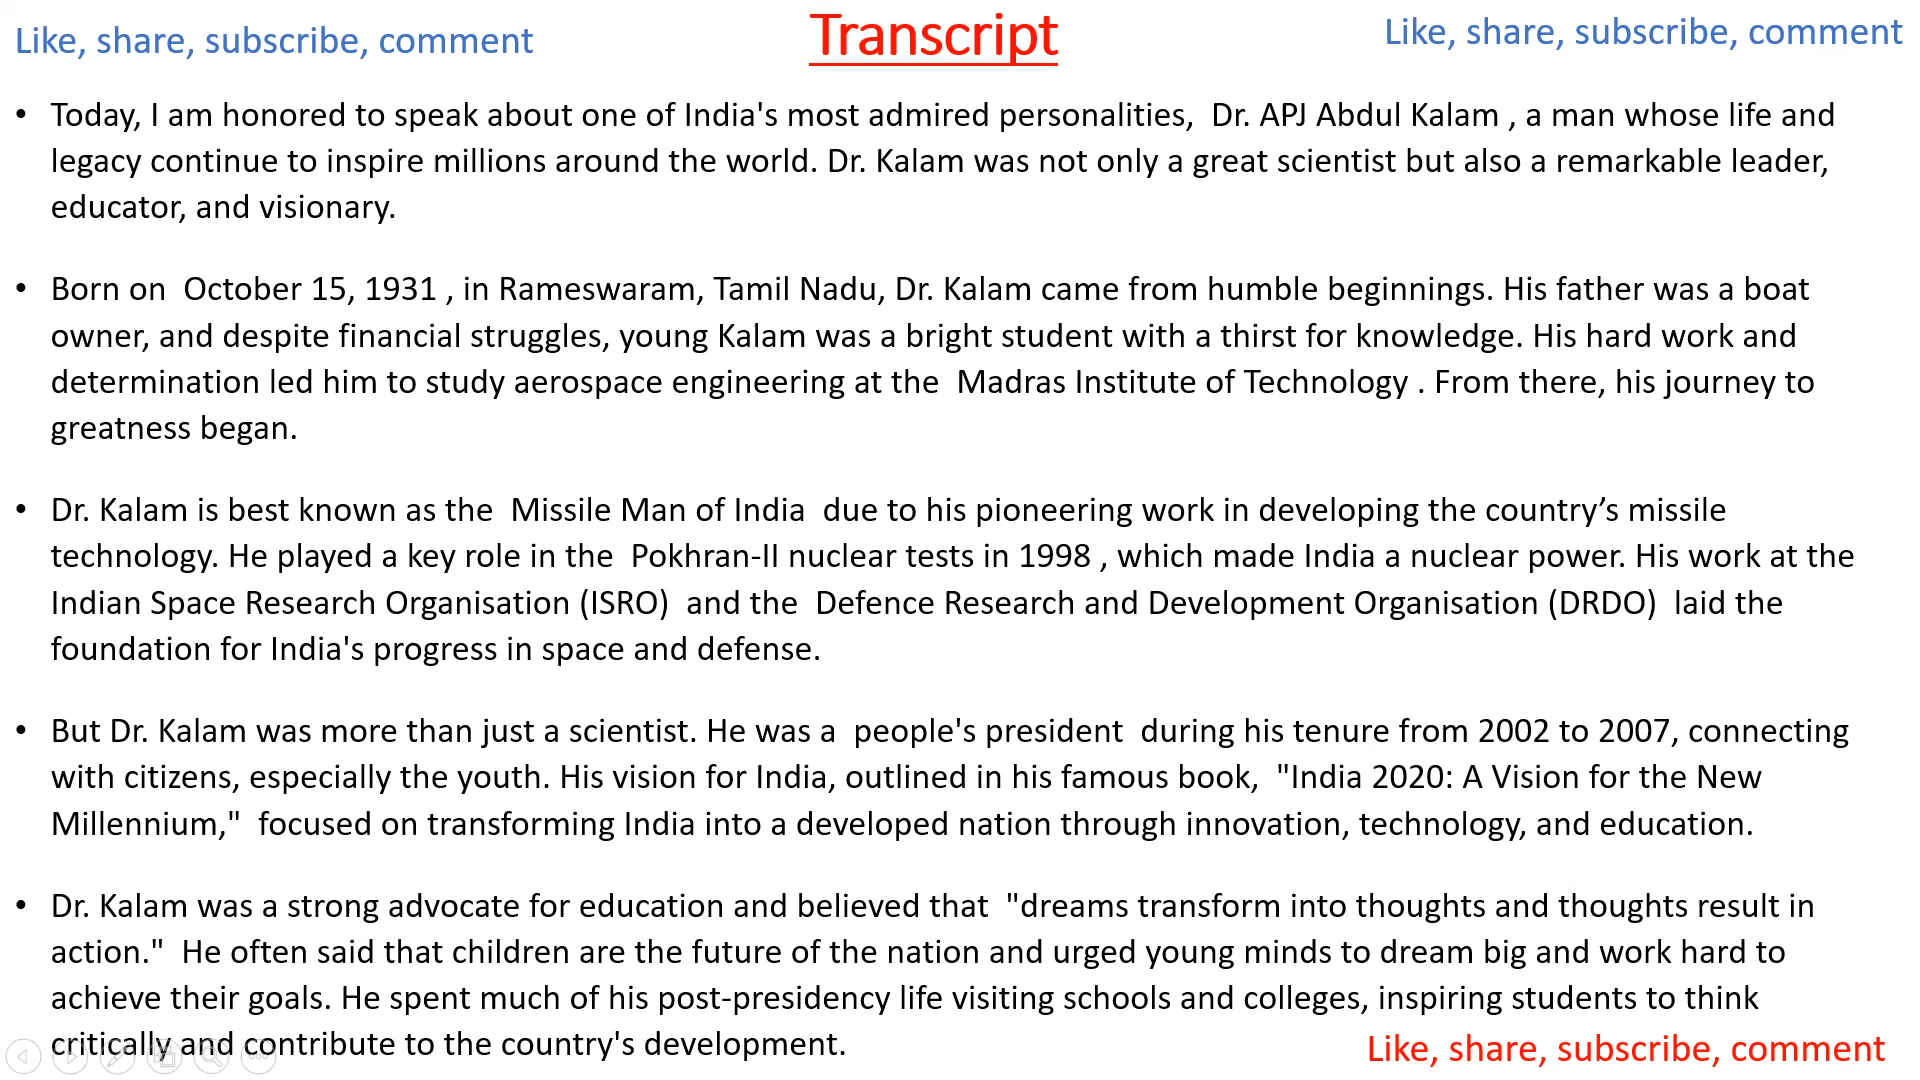 Like, share, subscribe, comment
Transcript
Like, share, subscribe, comment
• Today, I am honored to speak about one of India's most admired personalities,  Dr. APJ Abdul Kalam , a man whose life and
legacy continue to inspire millions around the world. Dr. Kalam was not only a great scientist but also a remarkable leader,
educator, and visionary.
• Born on  October 15, 1931 , in Rameswaram, Tamil Nadu, Dr. Kalam came from humble beginnings. His father was a boat
owner, and despite financial struggles, young Kalam was a bright student with a thirst for knowledge. His hard work and
determination led him to study aerospace engineering at the  Madras Institute of Technology . From there, his journey to
greatness began.
• Dr. Kalam is best known as the  Missile Man of India  due to his pioneering work in developing the country’s missile
technology. He played a key role in the  Pokhran-II nuclear tests in 1998 , which made India a nuclear power. His work at the
Indian Space Research Organisation (ISRO)  and the  Defence Research and Development Organisation (DRDO)  laid the
foundation for India's progress in space and defense.
• But Dr. Kalam was more than just a scientist. He was a  people's president  during his tenure from 2002 to 2007, connecting
with citizens, especially the youth. His vision for India, outlined in his famous book,  "India 2020: A Vision for the New
Millennium,"  focused on transforming India into a developed nation through innovation, technology, and education.
• Dr. Kalam was a strong advocate for education and believed that  "dreams transform into thoughts and thoughts result in
action."  He often said that children are the future of the nation and urged young minds to dream big and work hard to
achieve their goals. He spent much of his post-presidency life visiting schools and colleges, inspiring students to think
critically and contribute to the country's development.
Like, share, subscribe, comment